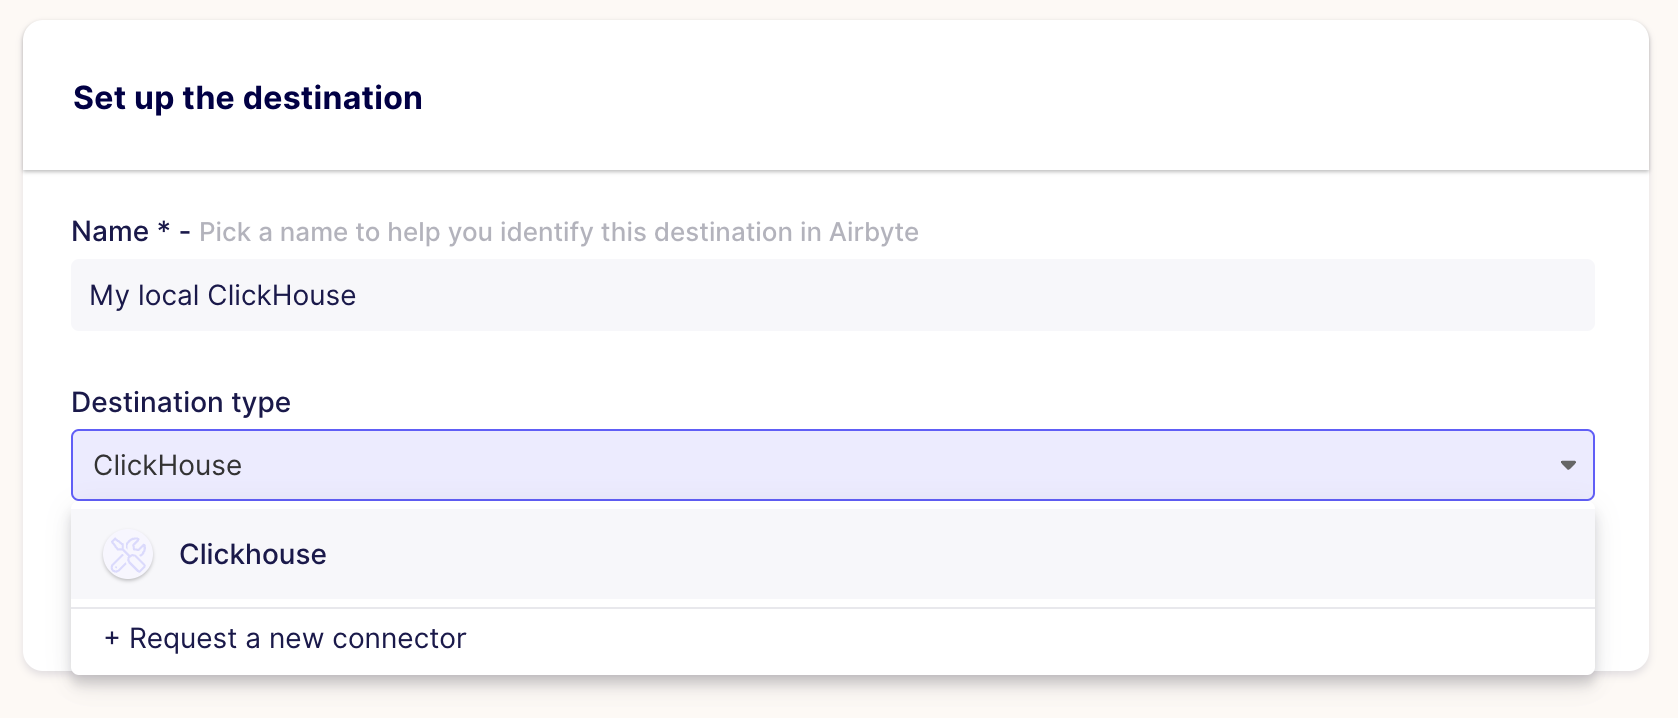 Set up the destination
Name * - Pick a name to help you identify this destination in Airbyte
My local ClickHouse
Destination type
ClickHouse
Clickhouse
+ Request a new connector